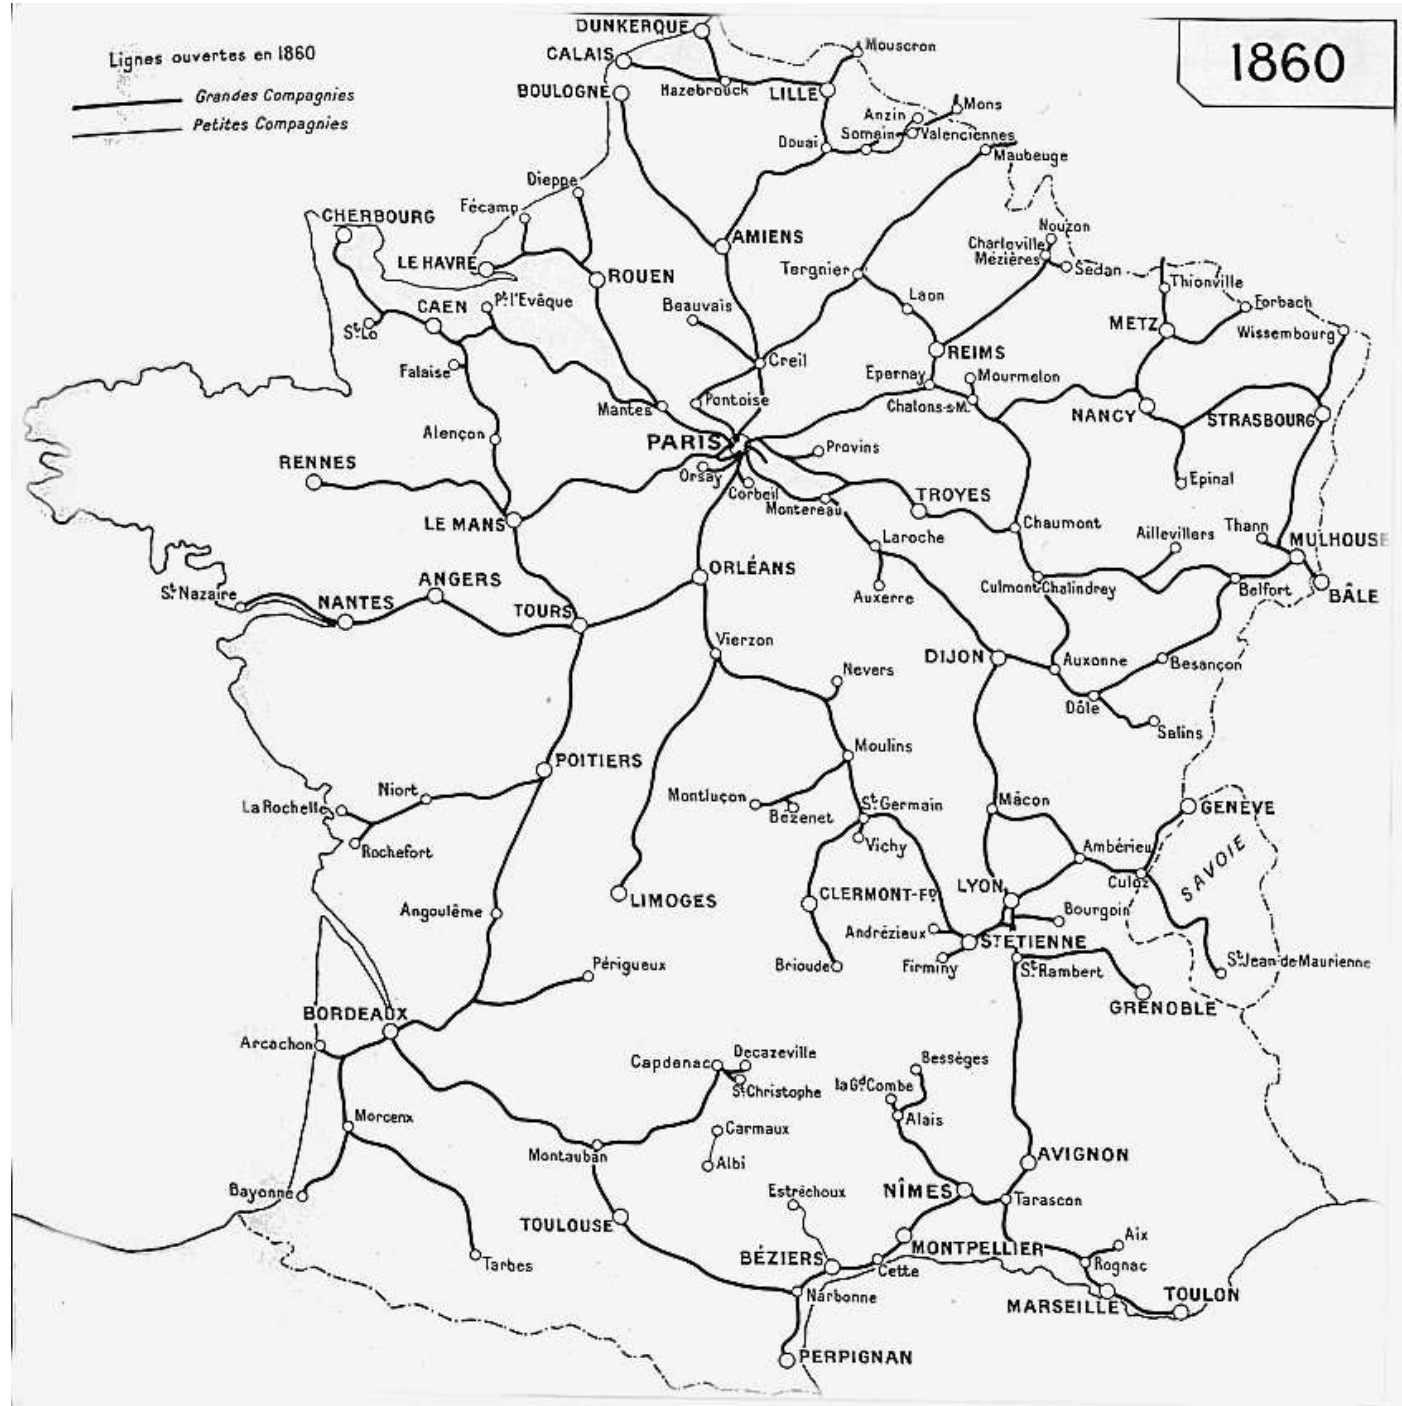 Lignes ouvertes en 1860
Grandes Compagnies
Petites Compagnies
1860
DUNKERQUE
CALAIS
BOULOGNE
Hazebrouck
LILLE
Mouscron
Mons
Anzin
Somain
Valenciennes
Douai
Maubeuge
Dieppe
Fécamp
CHERBOURG
LE HAVRE
ROUEN
AMIENS
Tergnier
Nouzon
Charleville
Mézières
Sedan
Thionville
Forbach
Wissembourg
CAEN
Pt l'Evêque
St Lô
Beauvais
Laon
METZ
REIMS
Falaise
Creil
Epernay
Mourmelon
Mantes
Pontoise
Chalons-s-M.
NANCY
STRASBOURG
Alençon
PARIS
Provins
RENNES
Orsay
Corbeil
Montereau
TROYES
Epinal
LE MANS
Chaumont
Laroche
Aillevillers
Thann
MULHOUSE
ORLÉANS
ANGERS
Auxerre
Culmont-Chalindrey
Belfort
BÂLE
St Nazaire
NANTES
TOURS
Vierzon
DIJON
Auxonne
Besançon
Nevers
Dôle
Salins
POITIERS
Moulins
Niort
Montluçon
Bézenet
St Germain
Mâcon
GENÈVE
La Rochelle
Rochefort
Vichy
Ambérieu
SAVOIE
Culoz
LIMOGES
CLERMONT-Fd
LYON
Angoulême
Bourgoin
Andrézieux
ST ETIENNE
Périgueux
Brioude
Firminy
St Rambert
St Jean de Maurienne
GRENOBLE
BORDEAUX
Arcachon
Capdenac
Decazeville
St Christophe
Bessèges
la Gd Combe
Alais
Morcenx
Carmaux
Montauban
Albi
AVIGNON
Bayonne
Estréchoux
NÎMES
Tarascon
TOULOUSE
BÉZIERS
MONTPELLIER
Aix
Tarbes
Cette
Rognac
Narbonne
MARSEILLE
TOULON
PERPIGNAN